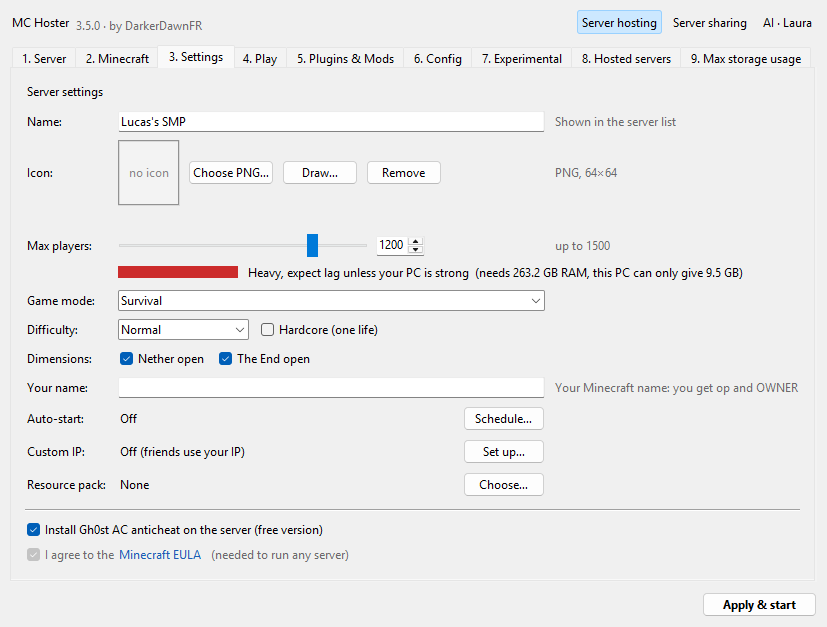 MC Hoster 3.5.0 · by DarkerDawnFR Server hosting Server sharing AI · Laura
1. Server 2. Minecraft 3. Settings 4. Play 5. Plugins & Mods 6. Config 7. Experimental 8. Hosted servers 9. Max storage usage
Server settings
Name: Lucas's SMP Shown in the server list
Icon: no icon Choose PNG... Draw... Remove PNG, 64×64
Max players: 1200 up to 1500
Heavy, expect lag unless your PC is strong (needs 263.2 GB RAM, this PC can only give 9.5 GB)
Game mode: Survival
Difficulty: Normal Hardcore (one life)
Dimensions: Nether open The End open
Your name: Your Minecraft name: you get op and OWNER
Auto-start: Off Schedule...
Custom IP: Off (friends use your IP) Set up...
Resource pack: None Choose...
Install Gh0st AC anticheat on the server (free version)
I agree to the Minecraft EULA (needed to run any server)
Apply & start